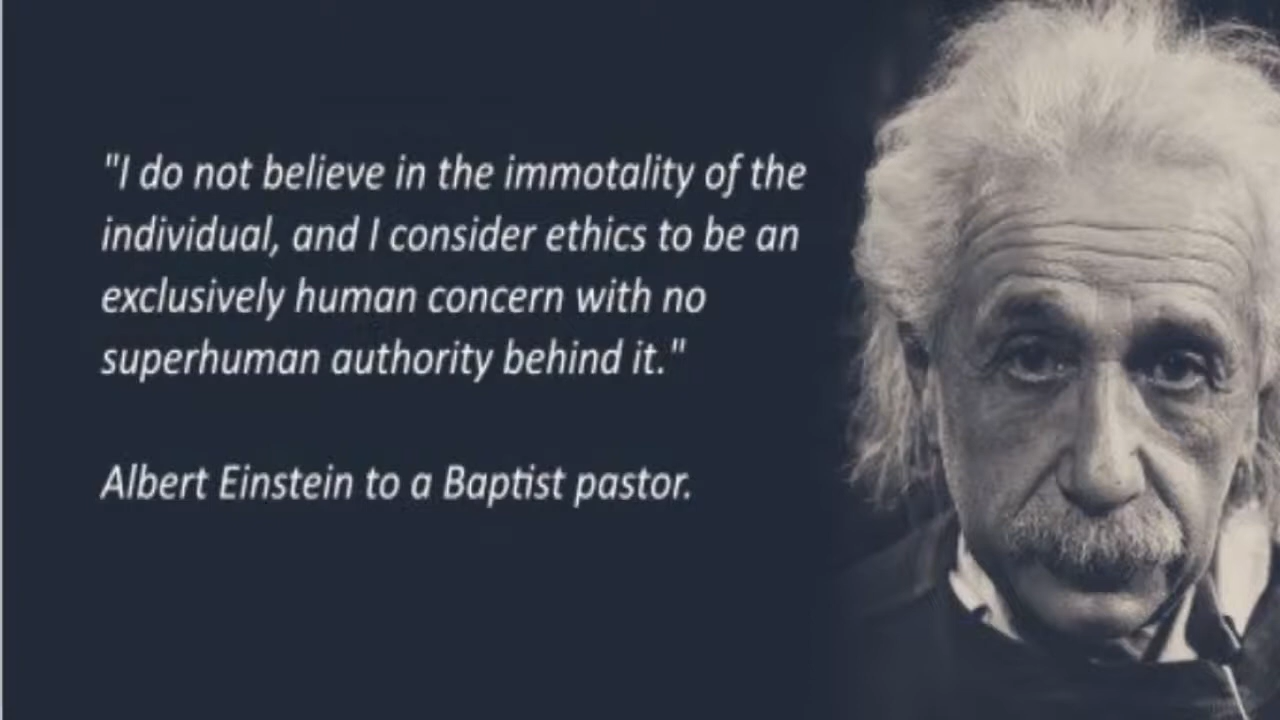 "I do not believe in the immotality of the
individual, and I consider ethics to be an
exclusively human concern with no
superhuman authority behind it."
Albert Einstein to a Baptist pastor.